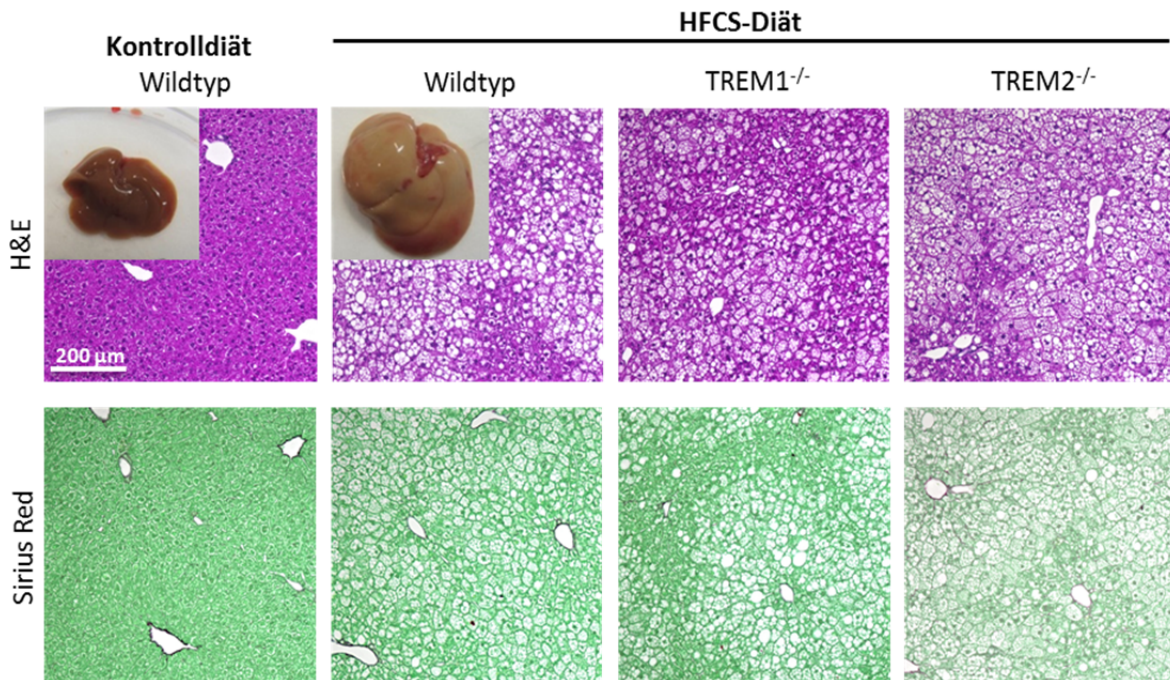 HFCS-Diät
Kontrolldiät
Wildtyp
Wildtyp
TREM1-/-
TREM2-/-
H&E
200 µm
Sirius Red